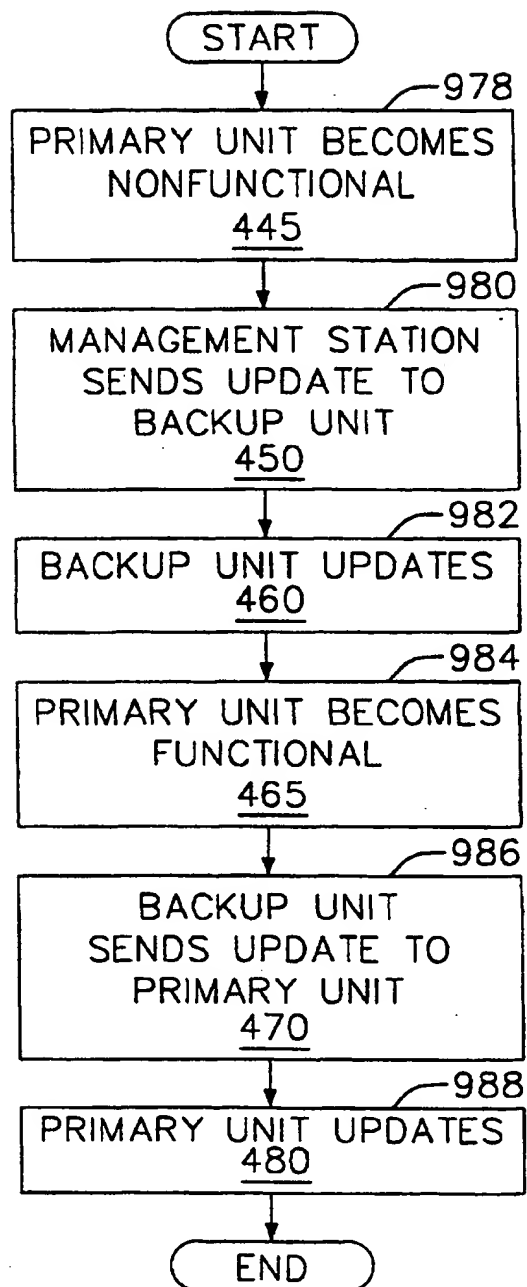 START
978
PRIMARY UNIT BECOMES
NONFUNCTIONAL
445
980
MANAGEMENT STATION
SENDS UPDATE TO
BACKUP UNIT
450
982
BACKUP UNIT UPDATES
460
984
PRIMARY UNIT BECOMES
FUNCTIONAL
465
986
BACKUP UNIT
SENDS UPDATE TO
PRIMARY UNIT
470
988
PRIMARY UNIT UPDATES
480
END